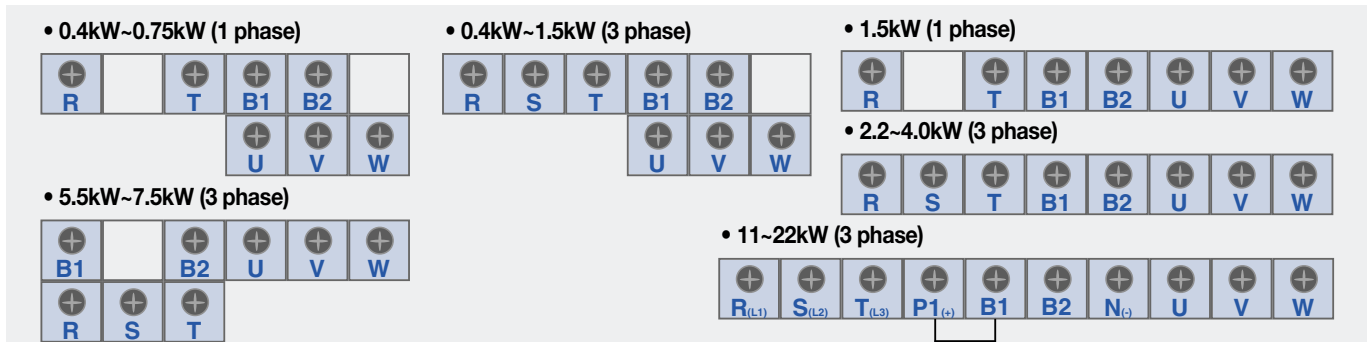 • 0.4kW~0.75kW (1 phase)
R T B1 B2
U V W
• 0.4kW~1.5kW (3 phase)
R S T B1 B2
U V W
• 1.5kW (1 phase)
R T B1 B2 U V W
• 2.2~4.0kW (3 phase)
R S T B1 B2 U V W
• 5.5kW~7.5kW (3 phase)
B1 B2 U V W
R S T
• 11~22kW (3 phase)
R(L1) S(L2) T(L3) P1(+) B1 B2 N(-) U V W